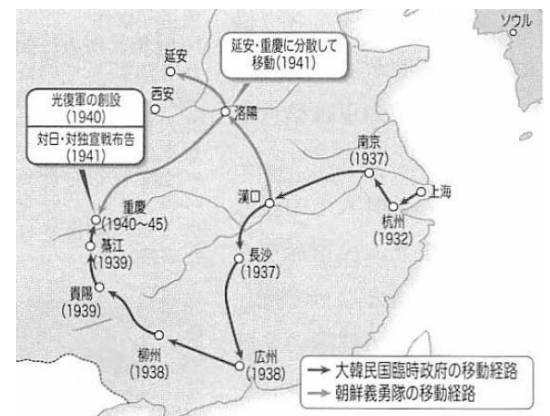 ソウル
延安
延安・重慶に分散して
移動(1941)
西安
光復軍の創設
(1940)
対日・対独宣戦布告
(1941)
洛陽
南京
(1937)
上海
漢口
杭州
(1932)
重慶
(1940〜45)
綦江
(1939)
長沙
(1937)
貴陽
(1939)
柳州
(1938)
広州
(1938)
大韓民国臨時政府の移動経路
朝鮮義勇隊の移動経路